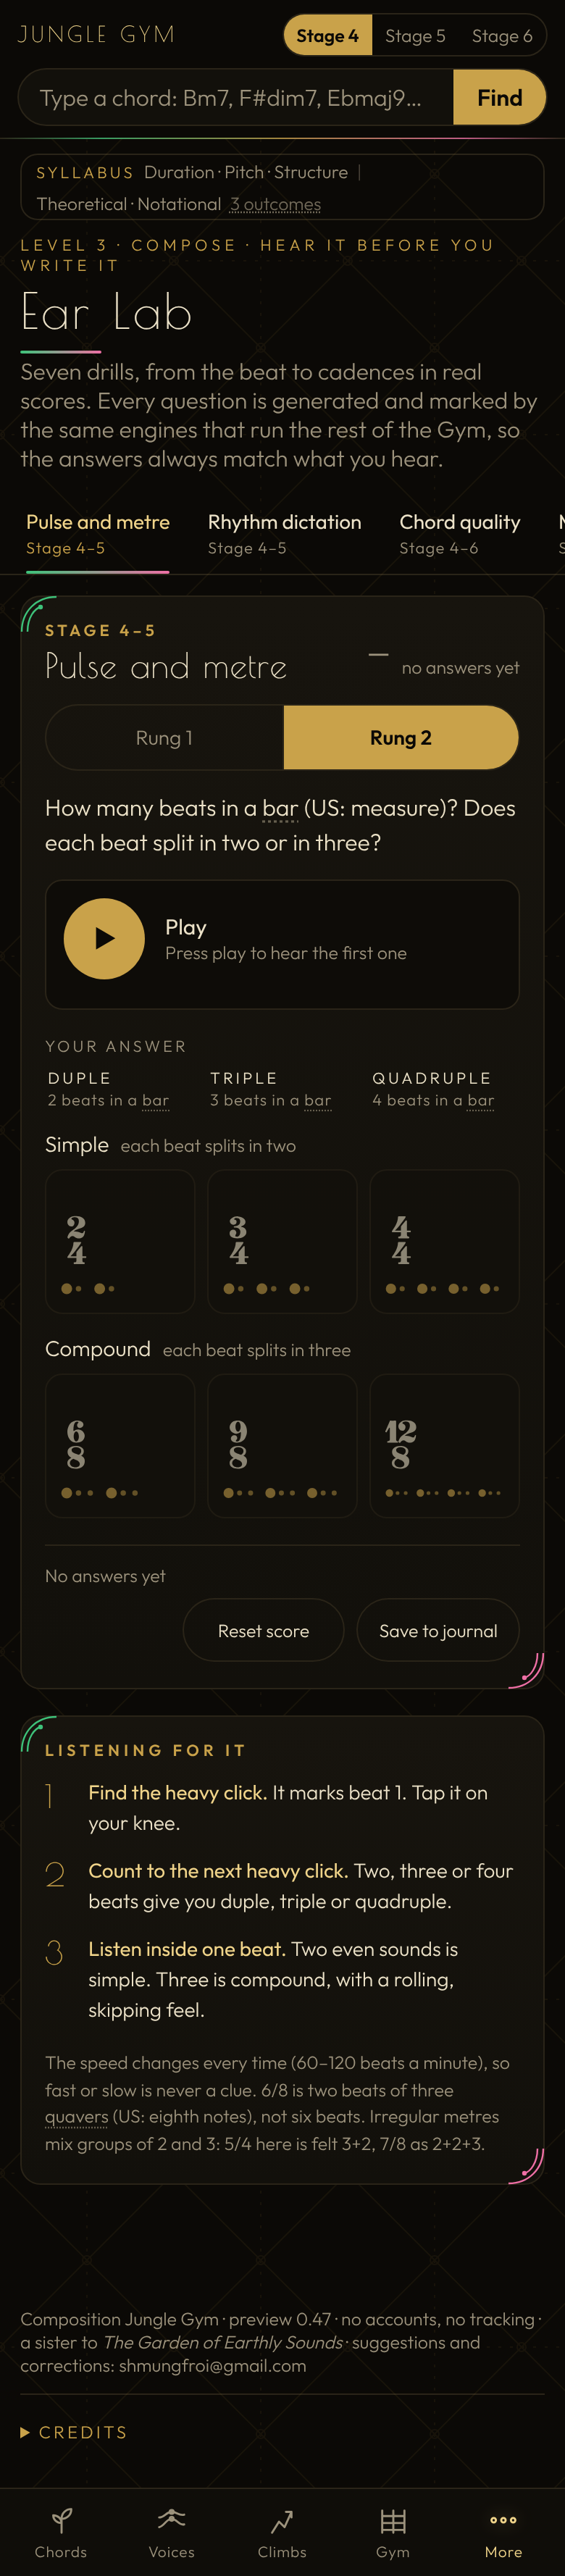 JUNGLE GYM
Stage 4 Stage 5 Stage 6
Type a chord: Bm7, F#dim7, Ebmaj9... Find
SYLLABUS Duration · Pitch · Structure |
Theoretical · Notational 3 outcomes
LEVEL 3 · COMPOSE · HEAR IT BEFORE YOU
WRITE IT
Ear Lab
Seven drills, from the beat to cadences in real
scores. Every question is generated and marked by
the same engines that run the rest of the Gym, so
the answers always match what you hear.
Pulse and metre Rhythm dictation Chord quality
Stage 4–5 Stage 4–5 Stage 4–6
STAGE 4–5
Pulse and metre — no answers yet
Rung 1 Rung 2
How many beats in a bar (US: measure)? Does
each beat split in two or in three?
Play
Press play to hear the first one
YOUR ANSWER
DUPLE TRIPLE QUADRUPLE
2 beats in a bar 3 beats in a bar 4 beats in a bar
Simple each beat splits in two
2 3 4
4 4 4
Compound each beat splits in three
6 9 12
8 8 8
No answers yet
Reset score Save to journal
LISTENING FOR IT
1 Find the heavy click. It marks beat 1. Tap it on
your knee.
2 Count to the next heavy click. Two, three or four
beats give you duple, triple or quadruple.
3 Listen inside one beat. Two even sounds is
simple. Three is compound, with a rolling,
skipping feel.
The speed changes every time (60–120 beats a minute), so
fast or slow is never a clue. 6/8 is two beats of three
quavers (US: eighth notes), not six beats. Irregular metres
mix groups of 2 and 3: 5/4 here is felt 3+2, 7/8 as 2+2+3.
Composition Jungle Gym · preview 0.47 · no accounts, no tracking ·
a sister to The Garden of Earthly Sounds · suggestions and
corrections: shmungfroi@gmail.com
CREDITS
Chords Voices Climbs Gym More